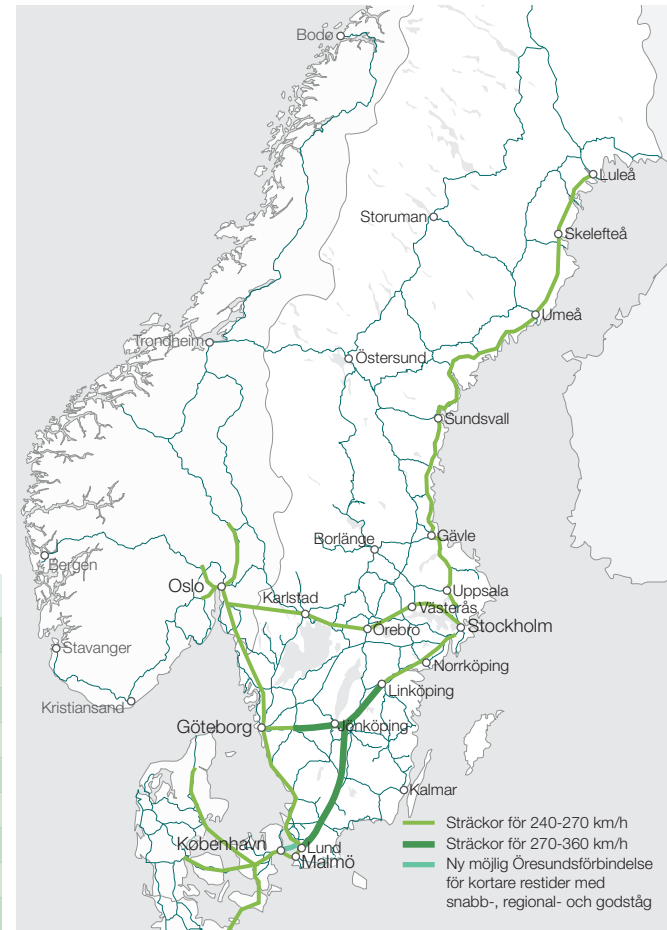 Bodø
Luleå
Storuman
Skelefteå
Umeå
Trondheim
Östersund
Sundsvall
Borlänge
Gävle
Bergen
Oslo
Karlstad
Uppsala
Västerås
Örebro
Stockholm
Stavanger
Norrköping
Linköping
Kristiansand
Göteborg
Jönköping
Kalmar
København
Lund
Malmö
Sträckor för 240-270 km/h
Sträckor för 270-360 km/h
Ny möjlig Öresundsförbindelse
för kortare restider med
snabb-, regional- och godståg